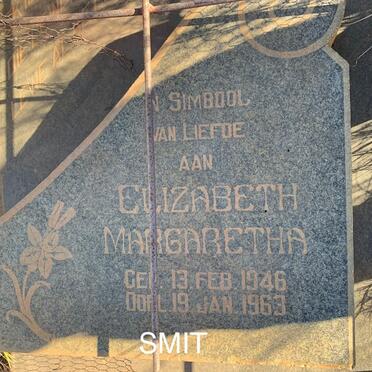 'N SIMBOOL
VAN LIEFDE
AAN
ELIZABETH
MARGARETHA
GEB. 13 FEB. 1946
OORL. 19. JAN. 1963
SMIT